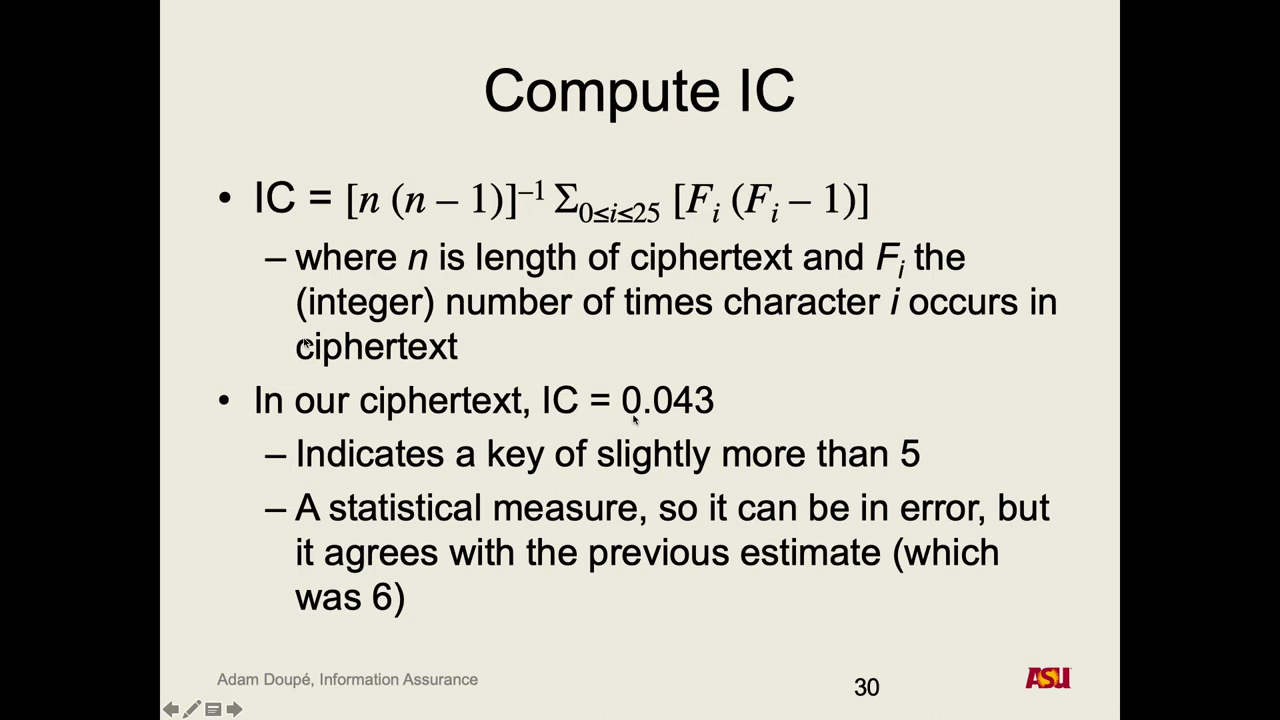 Compute IC
• IC = [n (n – 1)]⁻¹ Σ₀≤i≤₂₅ [Fᵢ (Fᵢ – 1)]
– where n is length of ciphertext and Fᵢ the
(integer) number of times character i occurs in
ciphertext
• In our ciphertext, IC = 0.043
– Indicates a key of slightly more than 5
– A statistical measure, so it can be in error, but
it agrees with the previous estimate (which
was 6)
Adam Doupé, Information Assurance
30
ASU